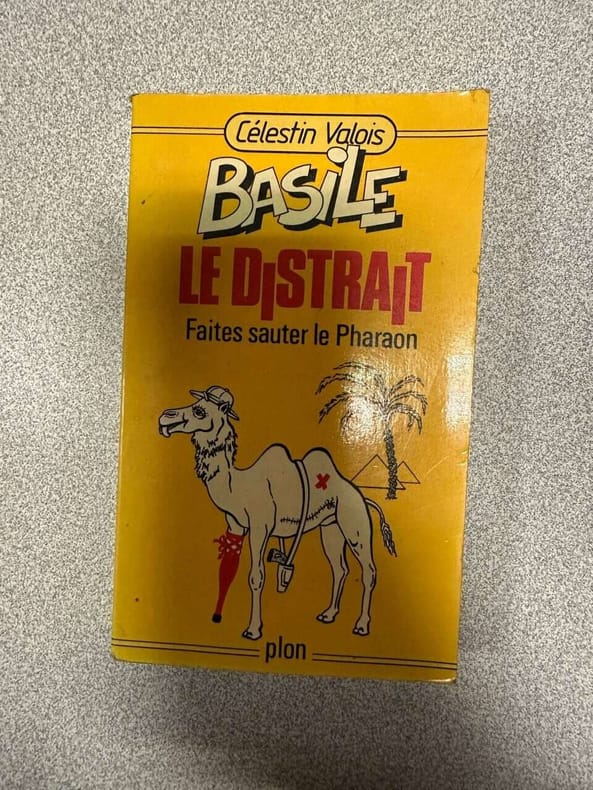 Célestin Valois
BASiLE
LE DISTRAIT
Faites sauter le Pharaon
plon